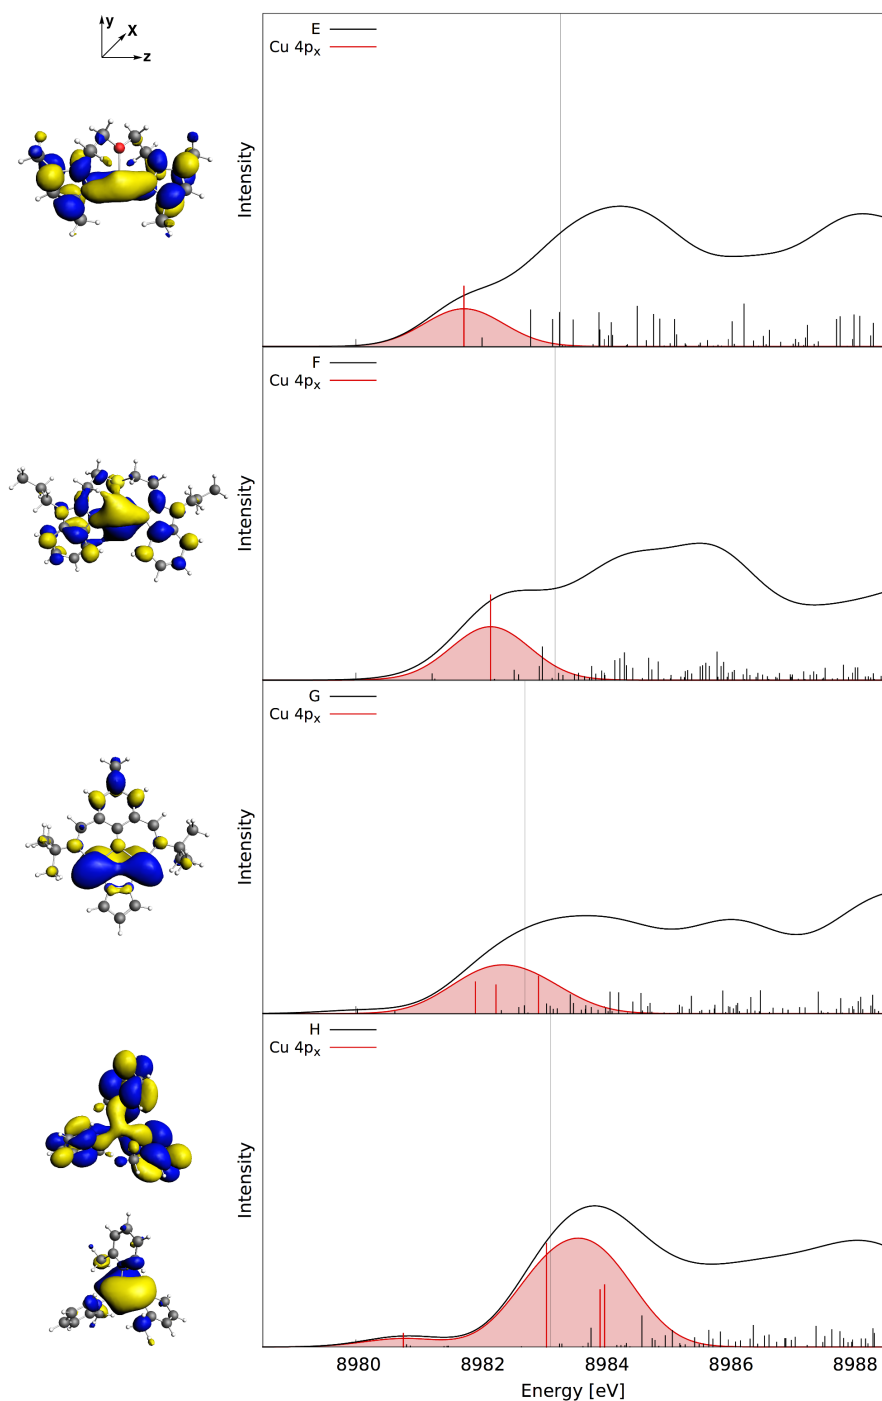 y
X
z
E
Cu 4pₓ
Intensity
F
Cu 4pₓ
Intensity
G
Cu 4pₓ
Intensity
H
Cu 4pₓ
Intensity
8980 8982 8984 8986 8988
Energy [eV]